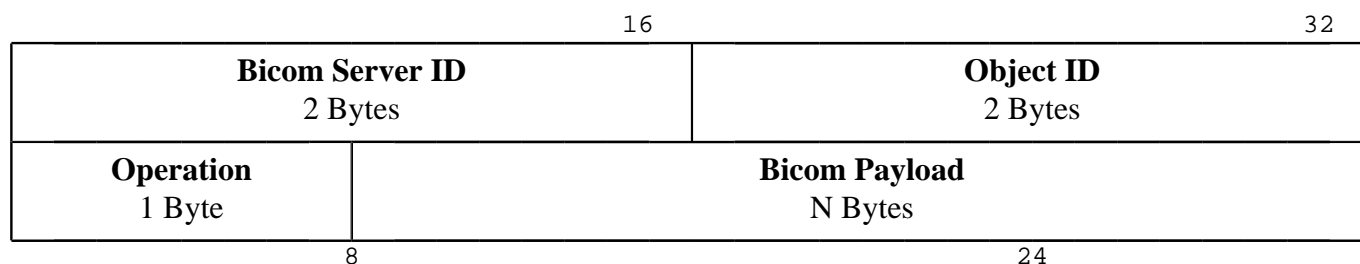 16 32
Bicom Server ID Object ID
2 Bytes 2 Bytes
Operation Bicom Payload
1 Byte N Bytes
8 24